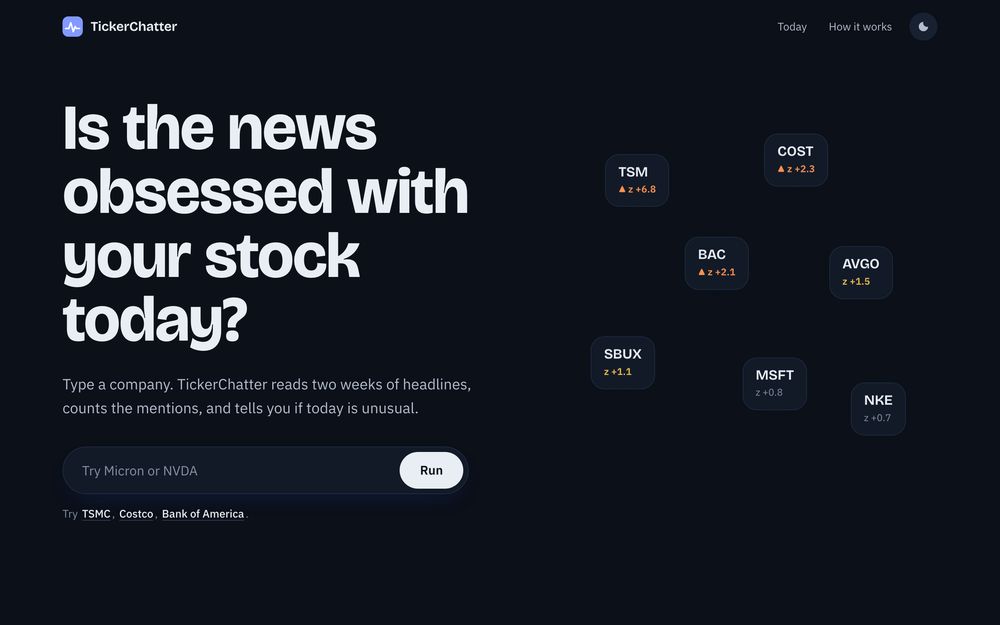 TickerChatter
Today
How it works
Is the news
obsessed with
your stock
today?
Type a company. TickerChatter reads two weeks of headlines,
counts the mentions, and tells you if today is unusual.
Try Micron or NVDA
Run
Try TSMC, Costco, Bank of America.
COST
▲ z +2.3
TSM
▲ z +6.8
BAC
▲ z +2.1
AVGO
z +1.5
SBUX
z +1.1
MSFT
z +0.8
NKE
z +0.7